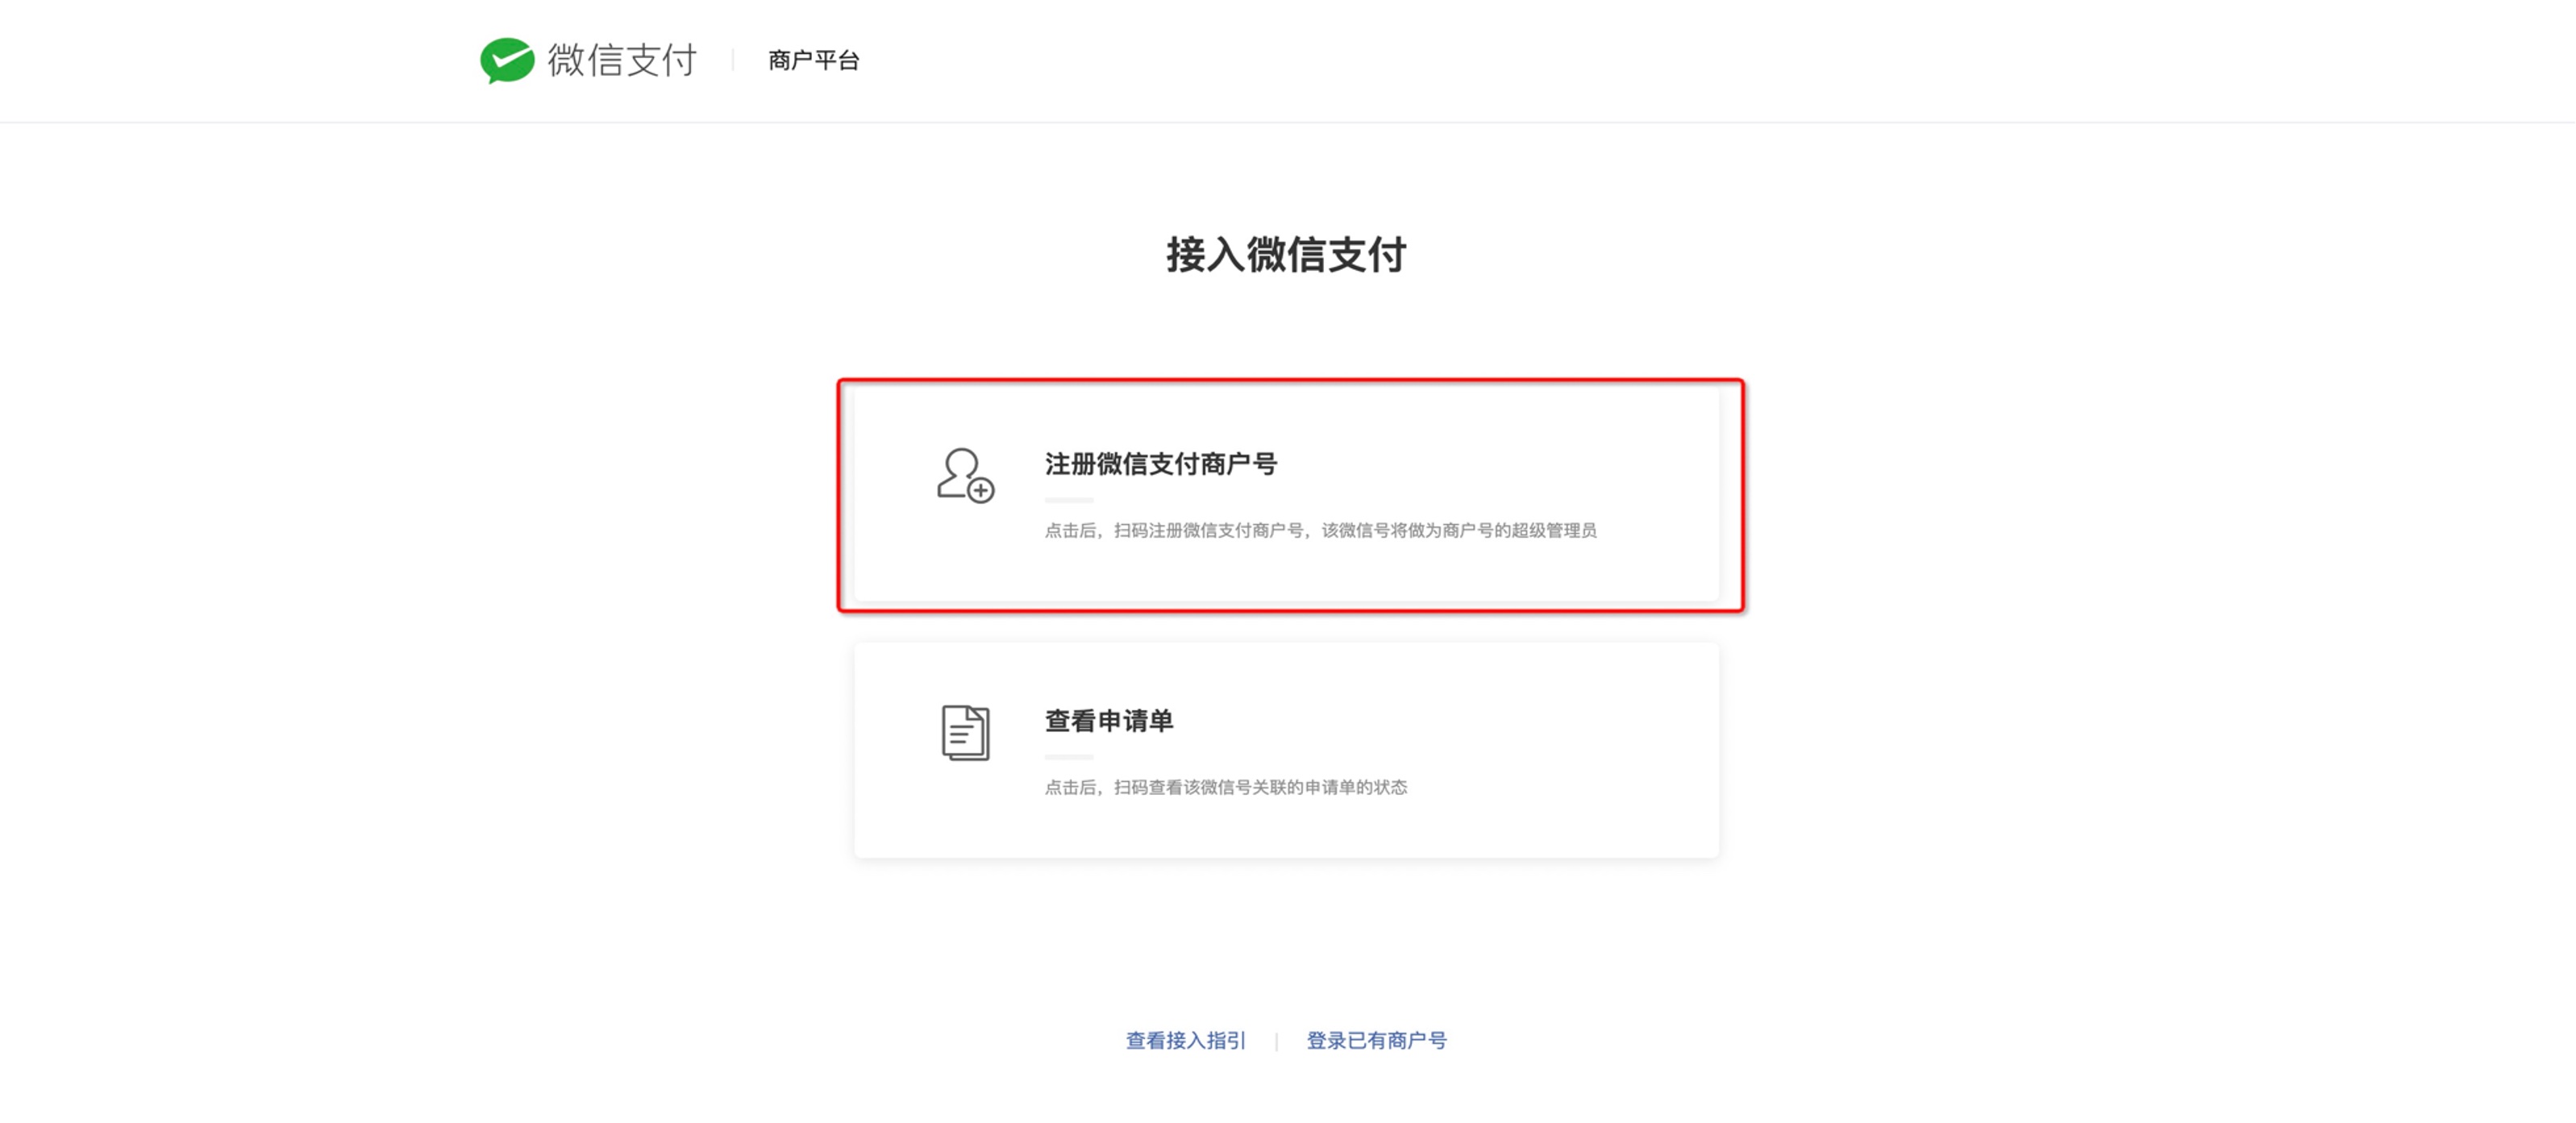 微信支付 商户平台
接入微信支付
注册微信支付商户号
点击后，扫码注册微信支付商户号，该微信号将做为商户号的超级管理员
查看申请单
点击后，扫码查看该微信号关联的申请单的状态
查看接入指引 | 登录已有商户号